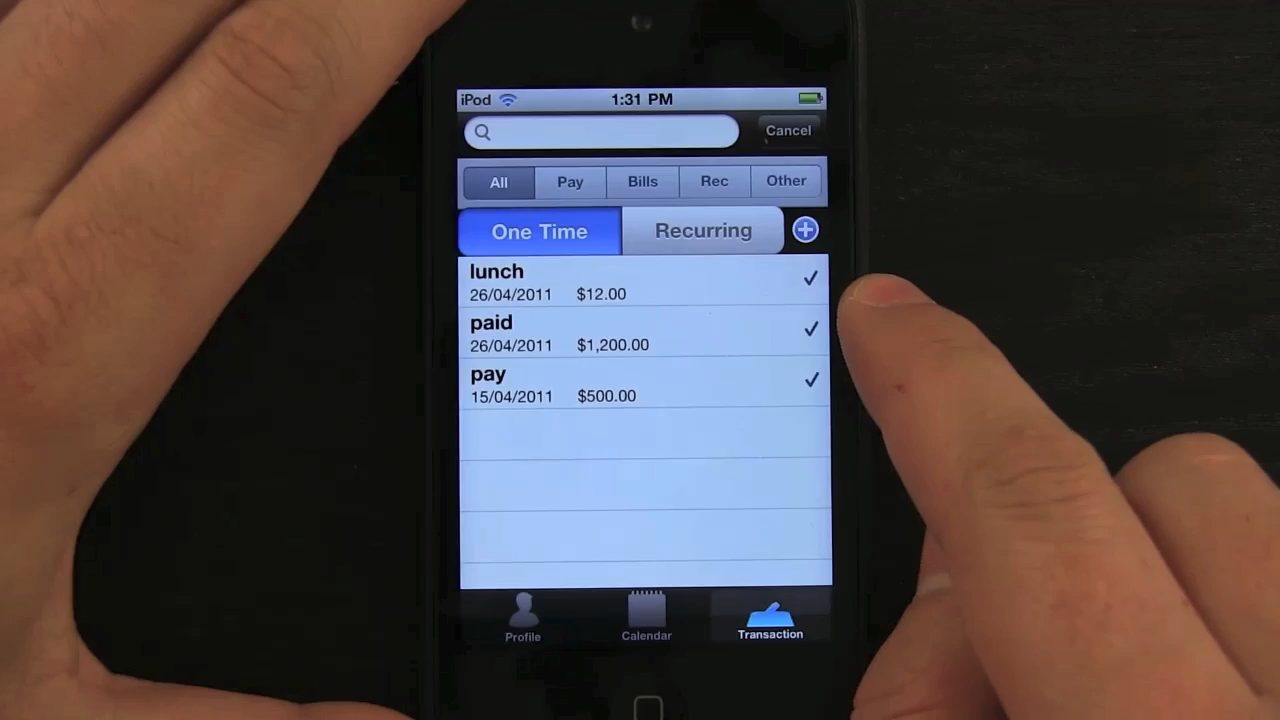 iPod 1:31 PM
Cancel
All Pay Bills Rec Other
One Time Recurring
lunch
26/04/2011 $12.00
paid
26/04/2011 $1,200.00
pay
15/04/2011 $500.00
Profile Calendar Transaction